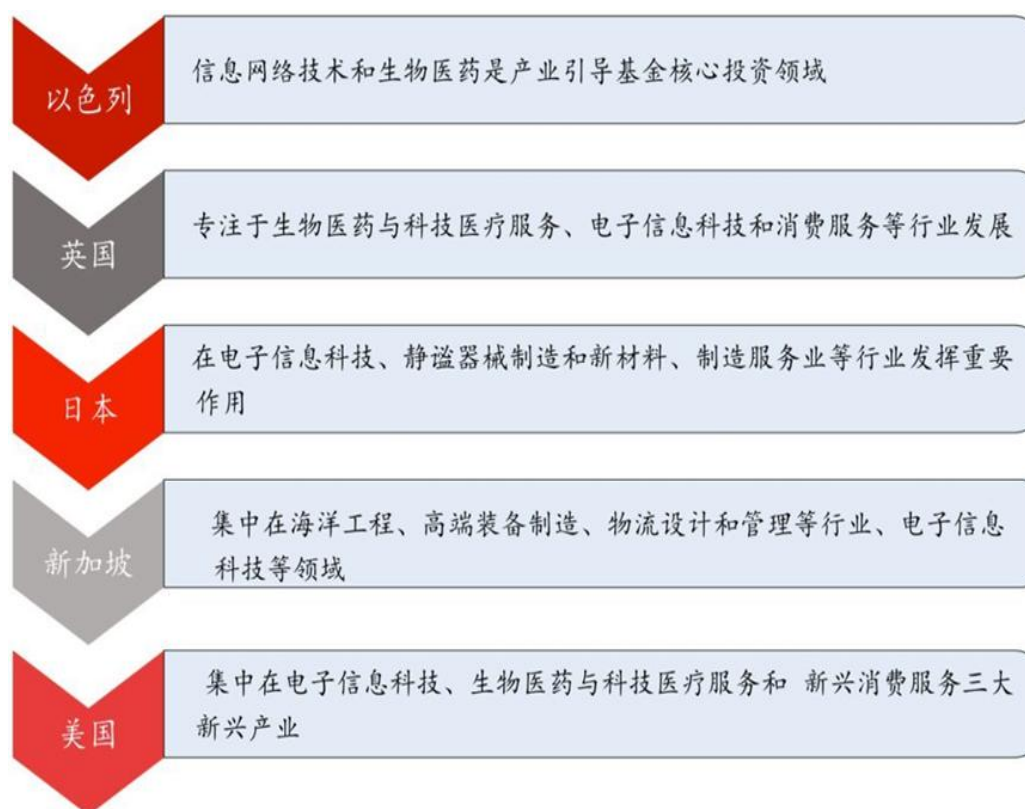 以色列
信息网络技术和生物医药是产业引导基金核心投资领域
英国
专注于生物医药与科技医疗服务、电子信息科技和消费服务等行业发展
日本
在电子信息科技、静谧器械制造和新材料、制造服务业等行业发挥重要
作用
新加坡
集中在海洋工程、高端装备制造、物流设计和管理等行业、电子信息
科技等领域
美国
集中在电子信息科技、生物医药与科技医疗服务和 新兴消费服务三大
新兴产业